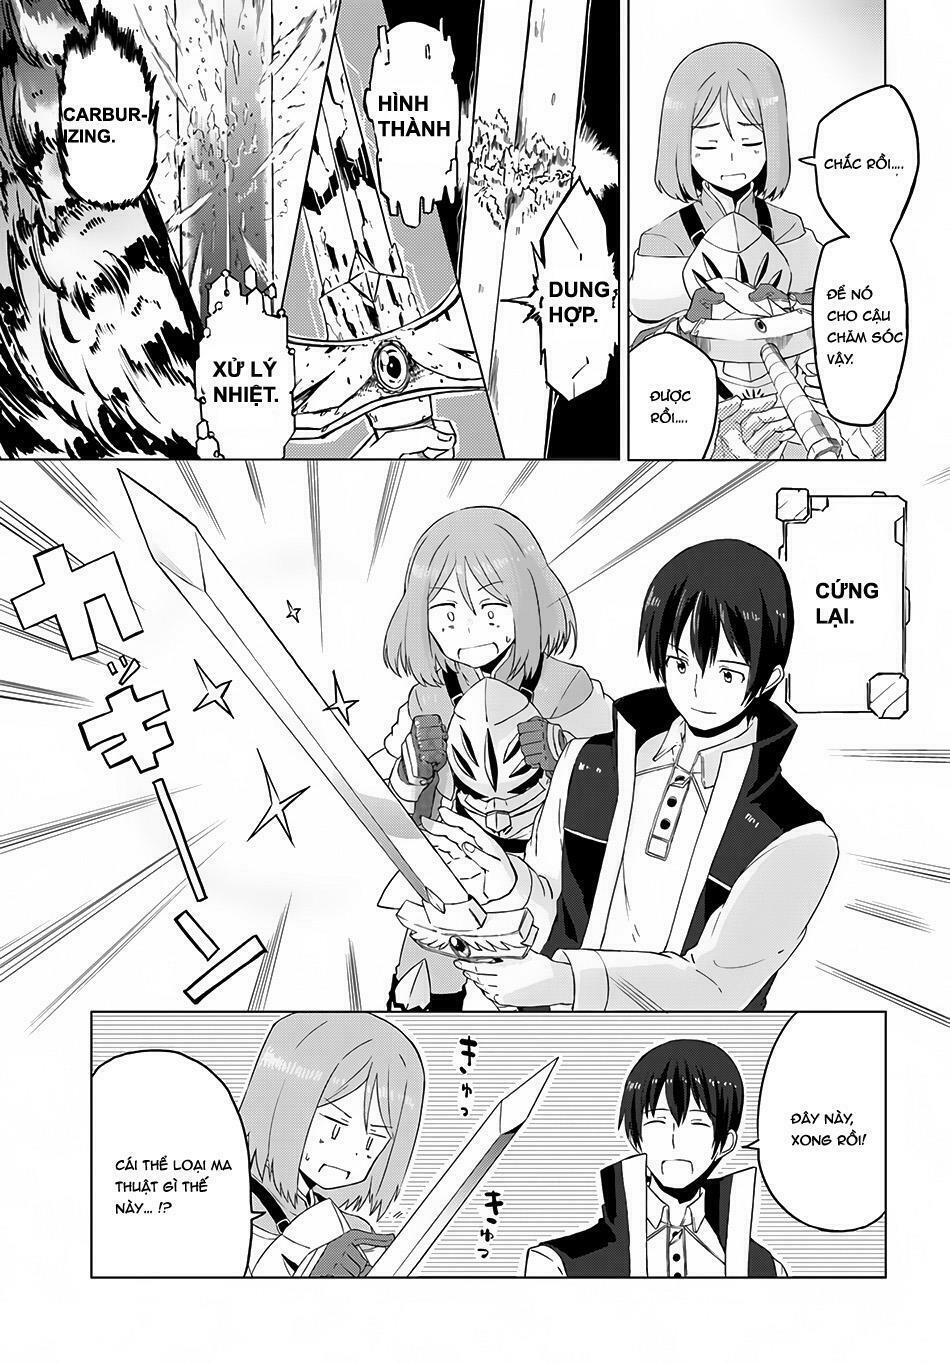 CHẮC RỒI....
ĐỂ NÓ
CHO CẬU
CHĂM SÓC
VẬY.
ĐƯỢC
RỒI....
DUNG
HỢP.
HÌNH
THÀNH
XỬ LÝ
NHIỆT.
CARBUR-
IZING.
CỨNG
LẠI.
カッキーン
ĐÂY NÀY,
XONG RỒI!
きゅっ
きゅっ
CÁI THỂ LOẠI MA
THUẬT GÌ THẾ
NÀY... !?